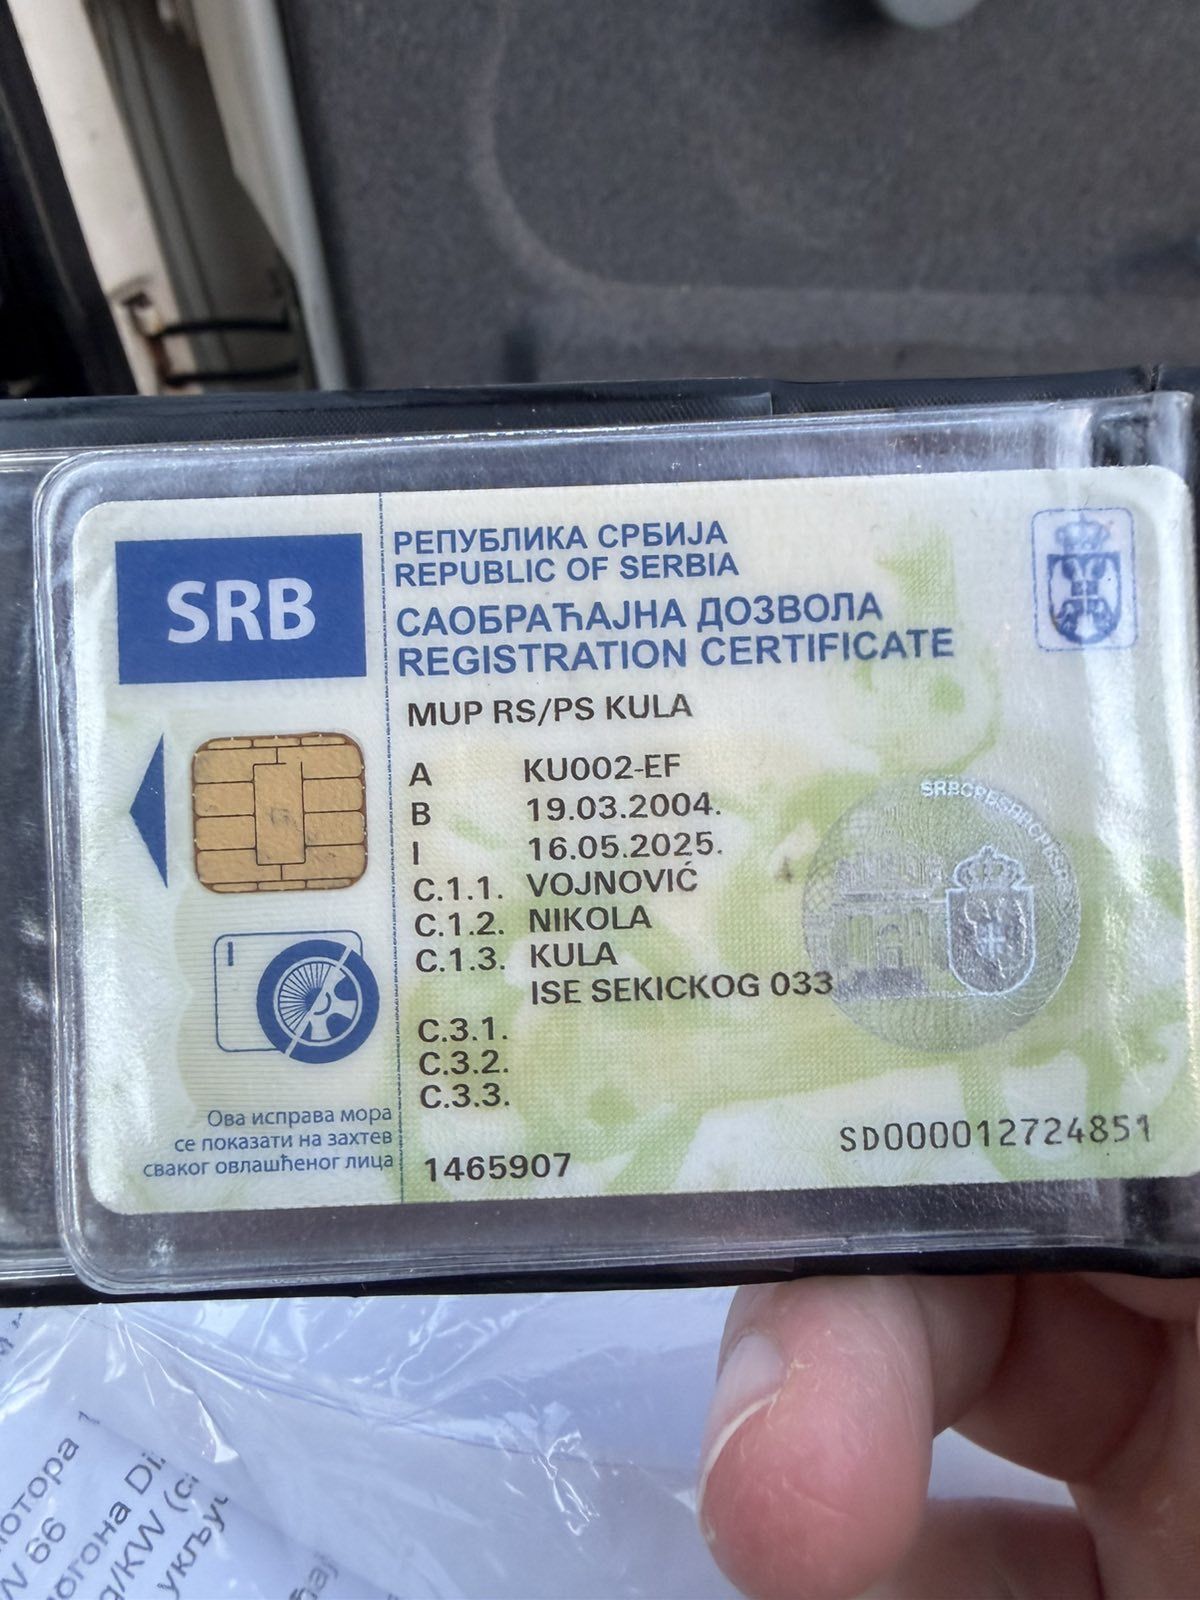 SRB
РЕПУБЛИКА СРБИЈА
REPUBLIC OF SERBIA
САОБРАЋАЈНА ДОЗВОЛА
REGISTRATION CERTIFICATE
MUP RS/PS KULA
A KU002-EF
B 19.03.2004.
I 16.05.2025.
C.1.1. VOJNOVIĆ
C.1.2. NIKOLA
C.1.3. KULA
ISE SEKICKOG 033
C.3.1.
C.3.2.
C.3.3.
I
Ова исправа мора
се показати на захтев
сваког овлашћеног лица
1465907
SD000012724851
66